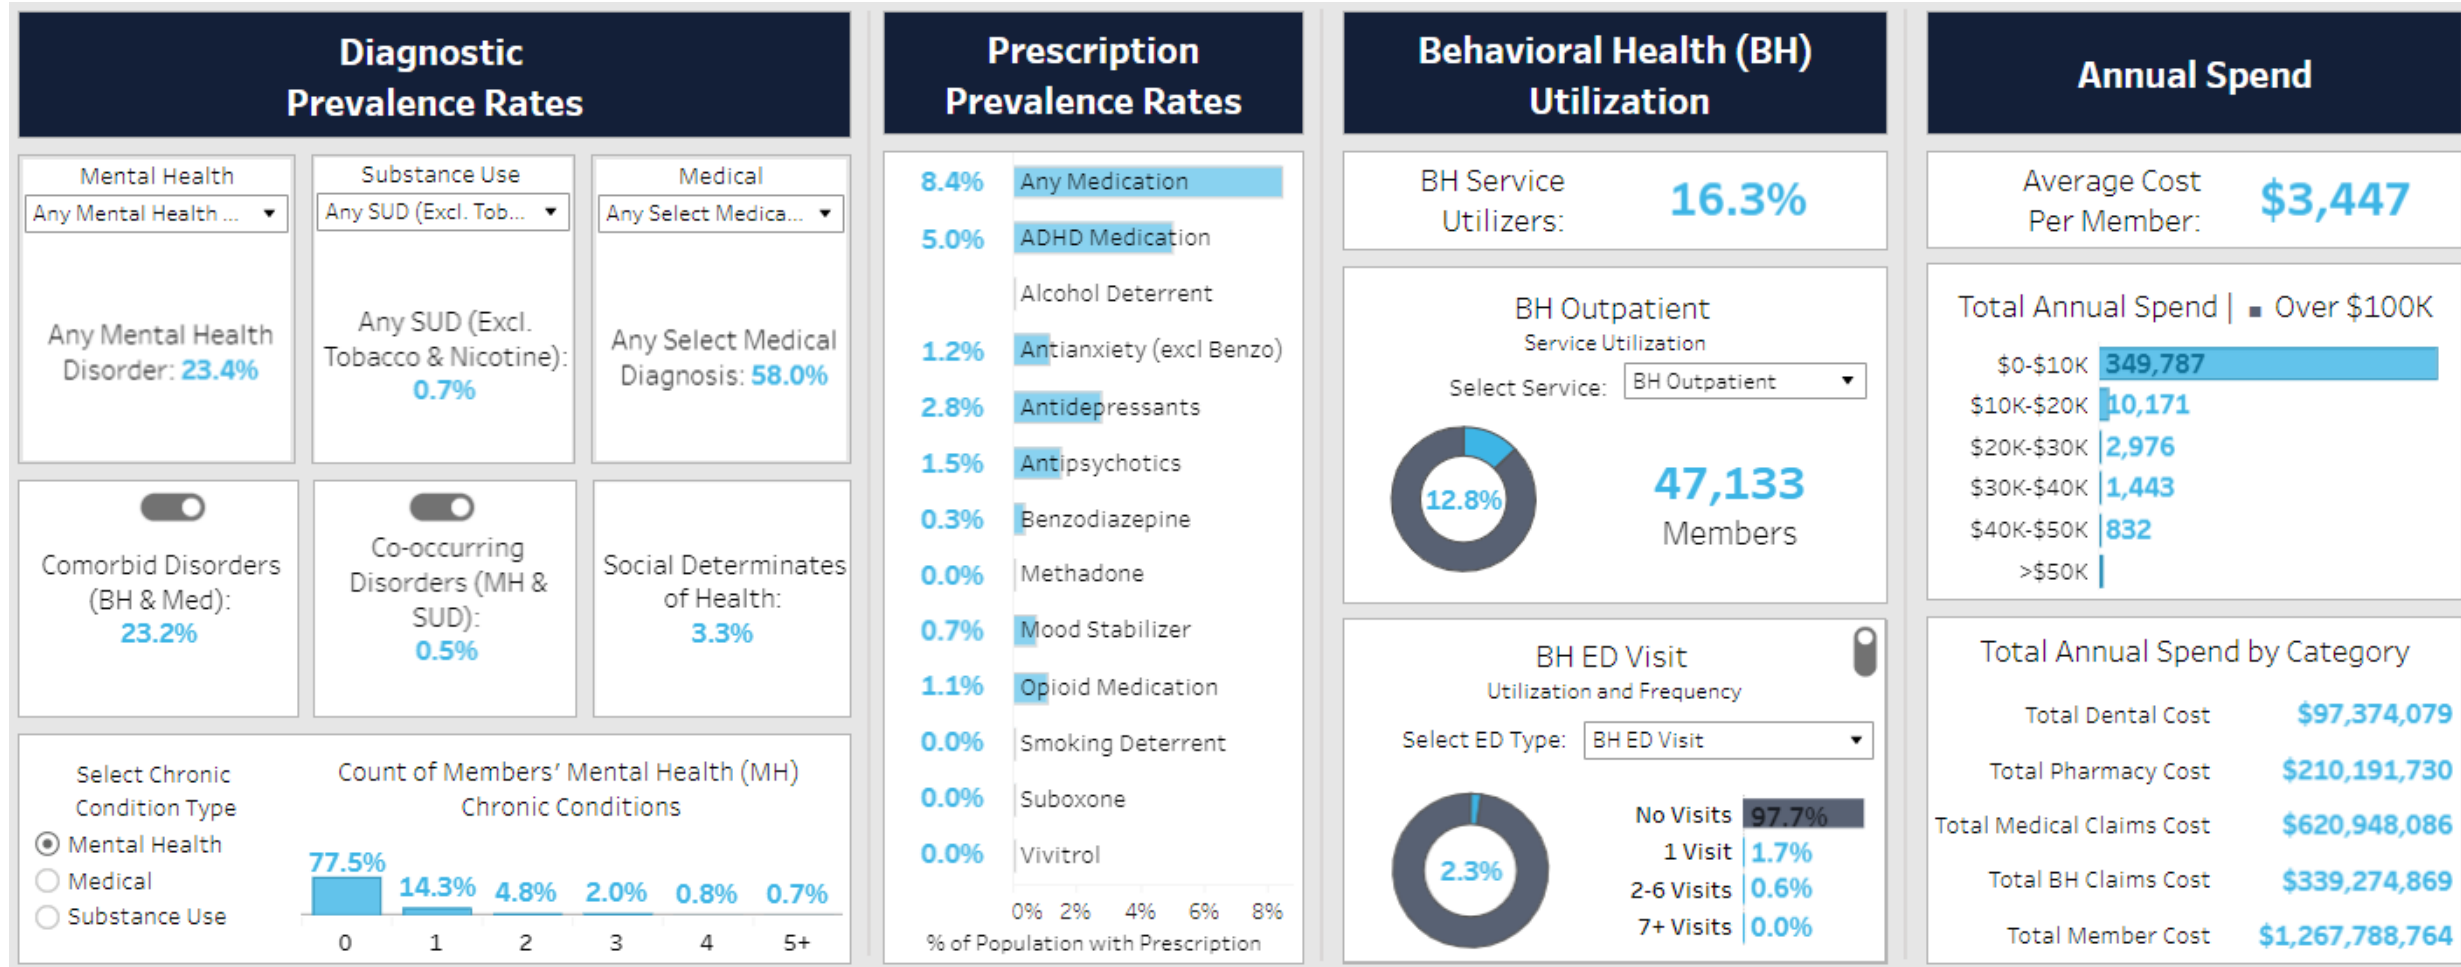 Diagnostic
Prevalence Rates
Mental Health
Any Mental Health ...
Any Mental Health
Disorder: 23.4%
Substance Use
Any SUD (Excl. Tob...
Any SUD (Excl.
Tobacco & Nicotine):
0.7%
Medical
Any Select Medica...
Any Select Medical
Diagnosis: 58.0%
Comorbid Disorders
(BH & Med):
23.2%
Co-occurring
Disorders (MH &
SUD):
0.5%
Social Determinates
of Health:
3.3%
Select Chronic
Condition Type
Mental Health
Medical
Substance Use
Count of Members' Mental Health (MH)
Chronic Conditions
77.5% 14.3% 4.8% 2.0% 0.8% 0.7%
0 1 2 3 4 5+
Prescription
Prevalence Rates
8.4% Any Medication
5.0% ADHD Medication
Alcohol Deterrent
1.2% Antianxiety (excl Benzo)
2.8% Antidepressants
1.5% Antipsychotics
0.3% Benzodiazepine
0.0% Methadone
0.7% Mood Stabilizer
1.1% Opioid Medication
0.0% Smoking Deterrent
0.0% Suboxone
0.0% Vivitrol
0% 2% 4% 6% 8%
% of Population with Prescription
Behavioral Health (BH)
Utilization
BH Service
Utilizers:
16.3%
BH Outpatient
Service Utilization
Select Service: BH Outpatient
12.8%
47,133
Members
BH ED Visit
Utilization and Frequency
Select ED Type: BH ED Visit
2.3%
No Visits 97.7%
1 Visit 1.7%
2-6 Visits 0.6%
7+ Visits 0.0%
Annual Spend
Average Cost
Per Member:
$3,447
Total Annual Spend | Over $100K
$0-$10K 349,787
$10K-$20K 10,171
$20K-$30K 2,976
$30K-$40K 1,443
$40K-$50K 832
>$50K
Total Annual Spend by Category
Total Dental Cost $97,374,079
Total Pharmacy Cost $210,191,730
Total Medical Claims Cost $620,948,086
Total BH Claims Cost $339,274,869
Total Member Cost $1,267,788,764